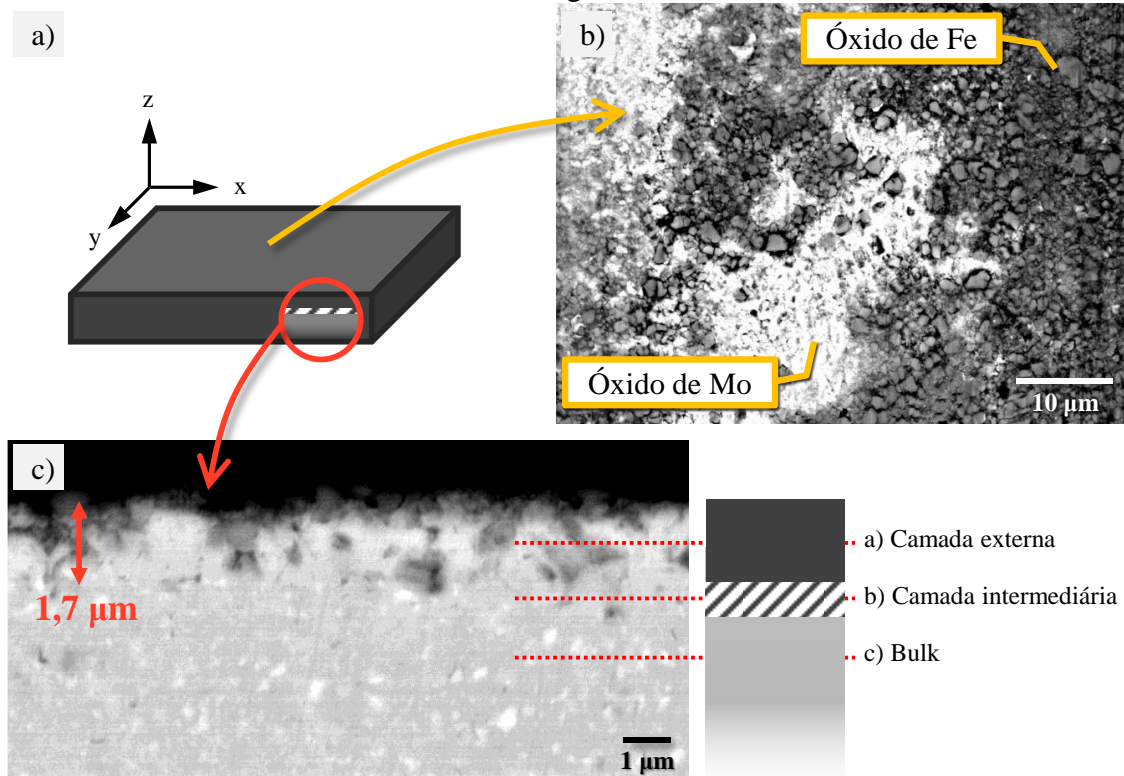 a)
z
x
y
b)
Óxido de Fe
Óxido de Mo
10 µm
c)
1,7 µm
1 µm
a) Camada externa
b) Camada intermediária
c) Bulk